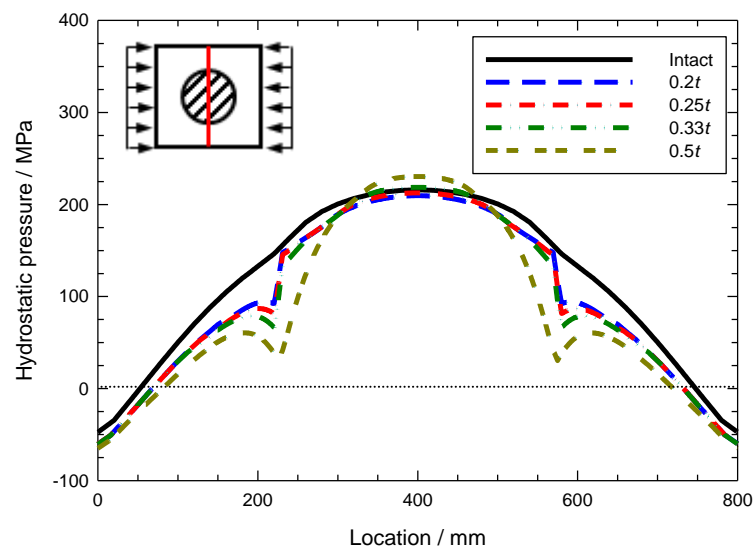 Hydrostatic pressure / MPa
400
300
200
100
0
-100
Intact
0.2t
0.25t
0.33t
0.5t
0 200 400 600 800
Location / mm